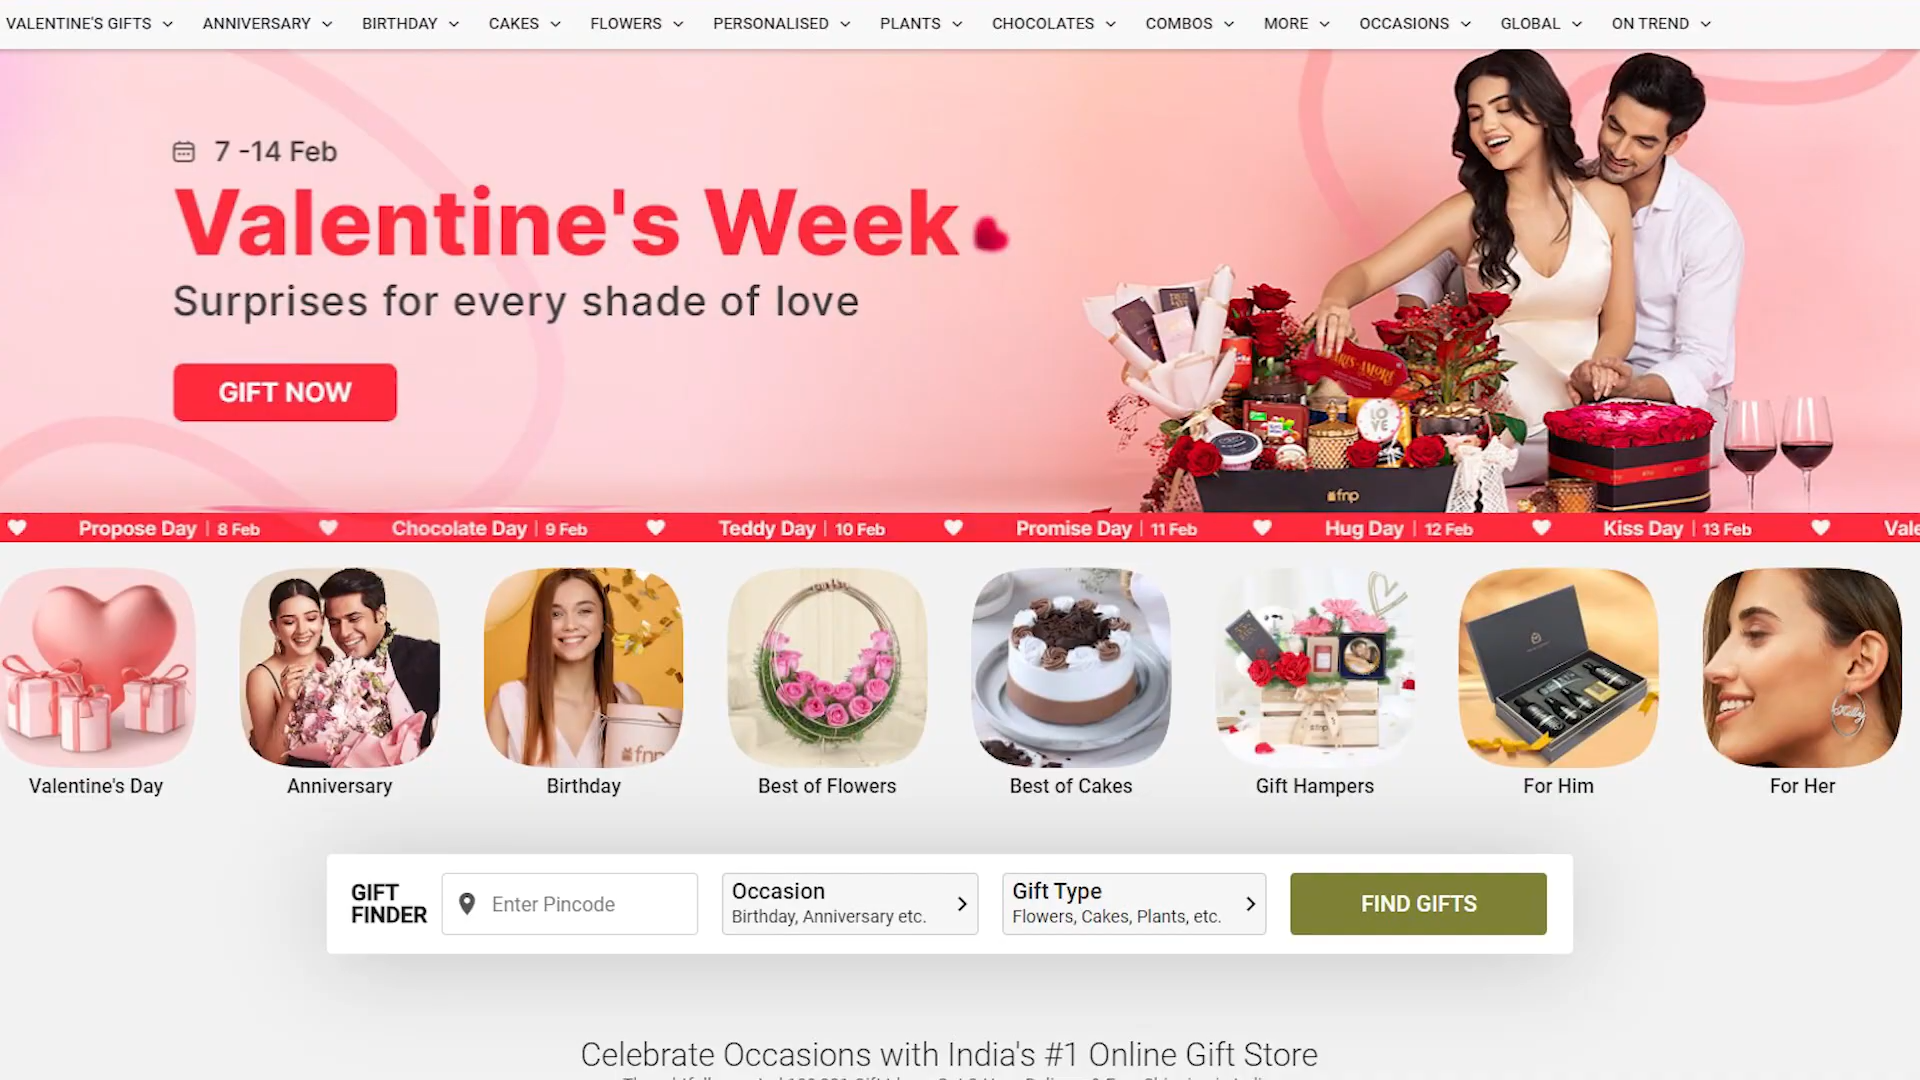 VALENTINE'S GIFTS ANNIVERSARY BIRTHDAY CAKES FLOWERS PERSONALISED PLANTS CHOCOLATES COMBOS MORE OCCASIONS GLOBAL ON TREND
7 -14 Feb
Valentine's Week
Surprises for every shade of love
GIFT NOW
LOVE
fnp
Propose Day | 8 Feb Chocolate Day | 9 Feb Teddy Day | 10 Feb Promise Day | 11 Feb Hug Day | 12 Feb Kiss Day | 13 Feb Vale
fnp
Valentine's Day Anniversary Birthday Best of Flowers Best of Cakes Gift Hampers For Him For Her
GIFT FINDER
Enter Pincode
Occasion
Birthday, Anniversary etc.
Gift Type
Flowers, Cakes, Plants, etc.
FIND GIFTS
Celebrate Occasions with India's #1 Online Gift Store